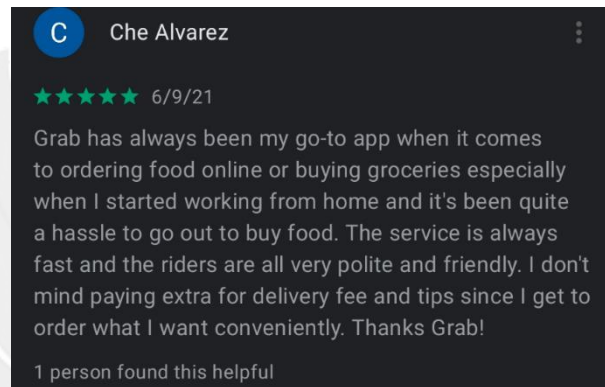 C Che Alvarez
6/9/21
Grab has always been my go-to app when it comes
to ordering food online or buying groceries especially
when I started working from home and it's been quite
a hassle to go out to buy food. The service is always
fast and the riders are all very polite and friendly. I don't
mind paying extra for delivery fee and tips since I get to
order what I want conveniently. Thanks Grab!
1 person found this helpful